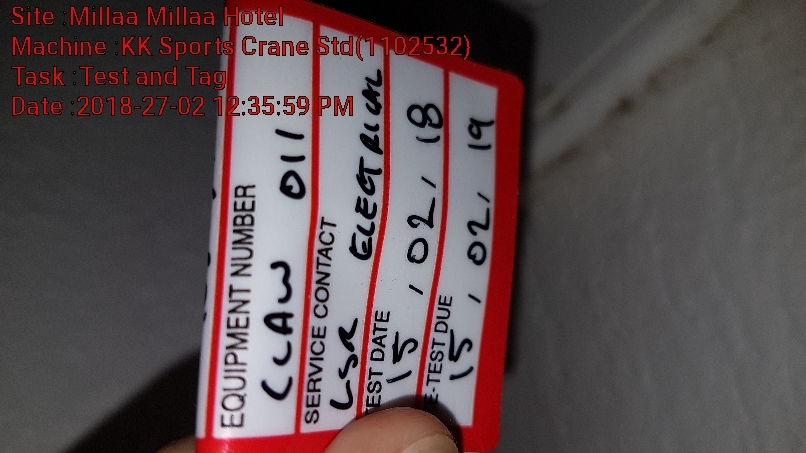 Site :Millaa Millaa Hotel
Machine :KK Sports Crane Std(1102532)
Task :Test and Tag
Date :2018-27-02 12:35:59 PM
EQUIPMENT NUMBER
CLAW 011
SERVICE CONTACT
LSR ELECTRICAL
TEST DATE
15 , 02, 18
E-TEST DUE
15 , 02, 19